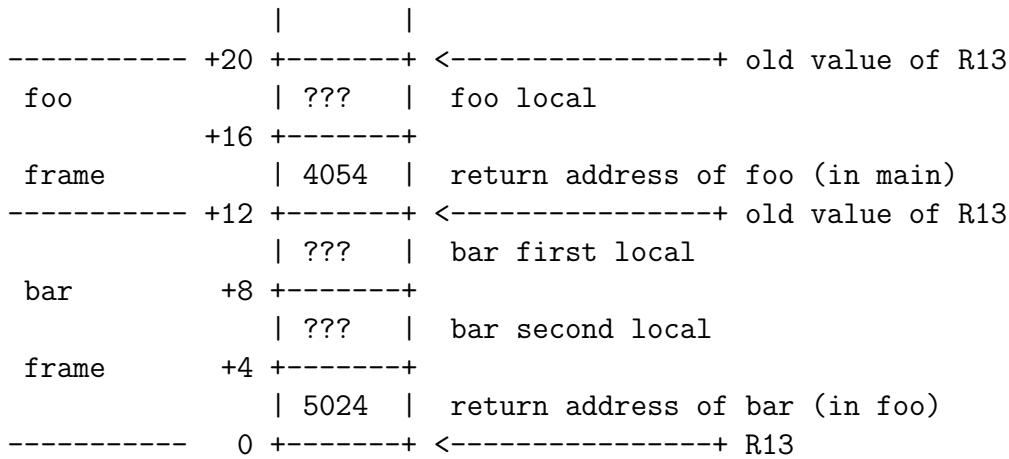 |       |
----------- +20 +-------+ <---------------+ old value of R13
 foo            | ???   |  foo local
            +16 +-------+
 frame          | 4054  |  return address of foo (in main)
----------- +12 +-------+ <---------------+ old value of R13
                | ???   |  bar first local
 bar         +8 +-------+
                | ???   |  bar second local
 frame       +4 +-------+
                | 5024  |  return address of bar (in foo)
-----------   0 +-------+ <---------------+ R13